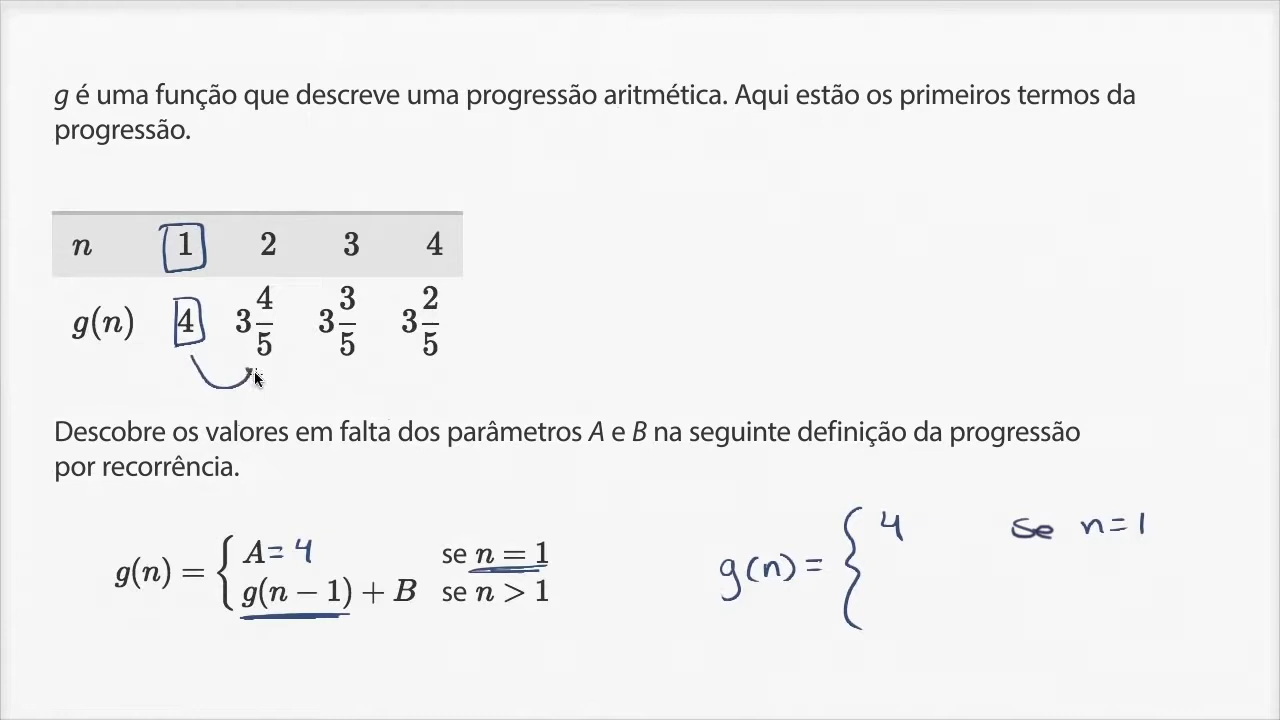 g é uma função que descreve uma progressão aritmética. Aqui estão os primeiros termos da
progressão.
n 1 2 3 4
g(n) 4 3 4/5 3 3/5 3 2/5
Descobre os valores em falta dos parâmetros A e B na seguinte definição da progressão
por recorrência.
g(n) = { A = 4 se n = 1
g(n − 1) + B se n > 1
g(n) = { 4 se n = 1